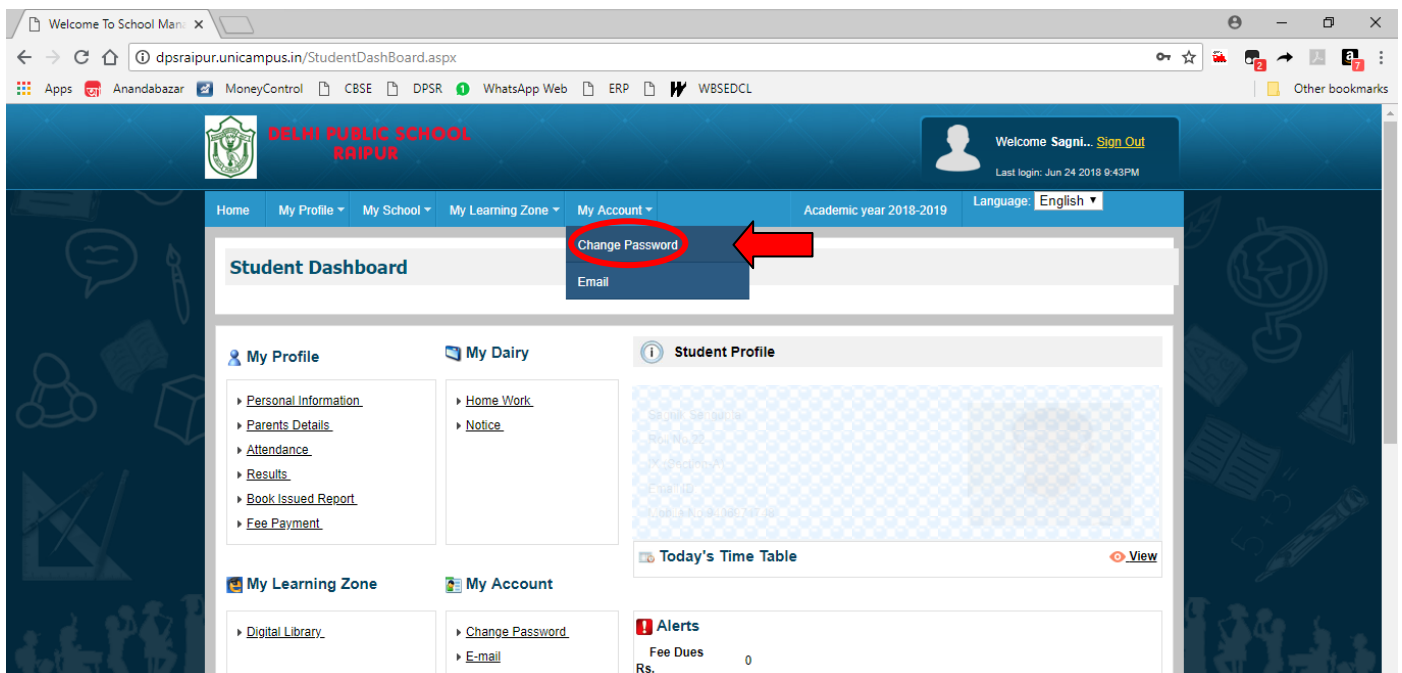 Welcome To School Mana
dpsraipur.unicampus.in/StudentDashBoard.aspx
2
7
Apps Anandabazar MoneyControl CBSE DPSR 1 WhatsApp Web ERP WBSEDCL Other bookmarks
DELHI PUBLIC SCHOOL
RAIPUR
Welcome Sagni... Sign Out
Last login: Jun 24 2018 9:43PM
Home My Profile My School My Learning Zone My Account Academic year 2018-2019 Language: English
Change Password
Email
Student Dashboard
My Profile
Personal Information
Parents Details
Attendance
Results
Book Issued Report
Fee Payment
My Dairy
Home Work
Notice
Student Profile
Today's Time Table View
My Learning Zone
Digital Library
My Account
Change Password
E-mail
Alerts
Fee Dues
Rs. 0